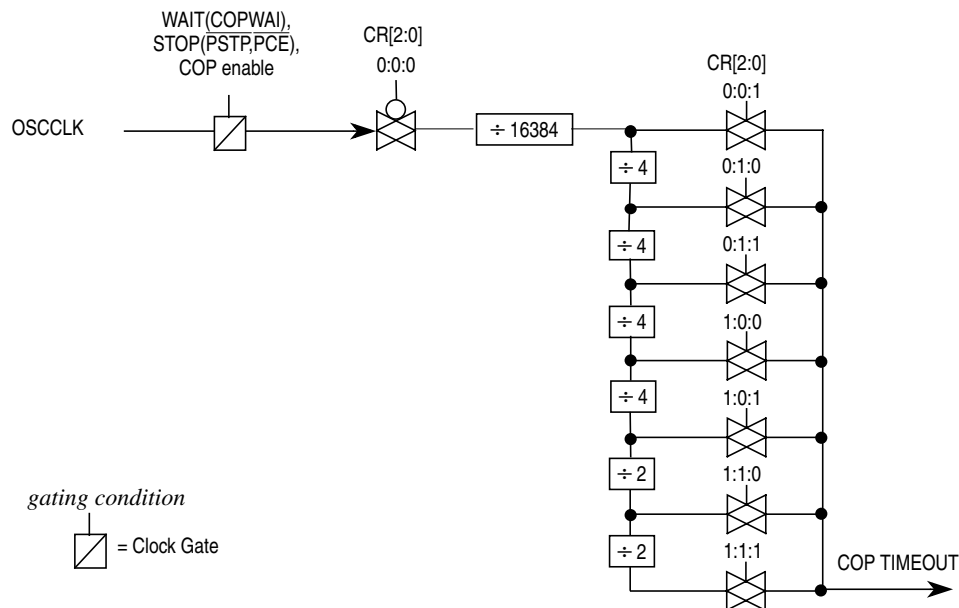 WAIT(COPWAI),
STOP(PSTP,PCE),
COP enable
CR[2:0]
0:0:0
OSCCLK
÷ 16384
CR[2:0]
0:0:1
÷ 4
0:1:0
÷ 4
0:1:1
÷ 4
1:0:0
÷ 4
1:0:1
÷ 2
1:1:0
÷ 2
1:1:1
COP TIMEOUT
gating condition
= Clock Gate